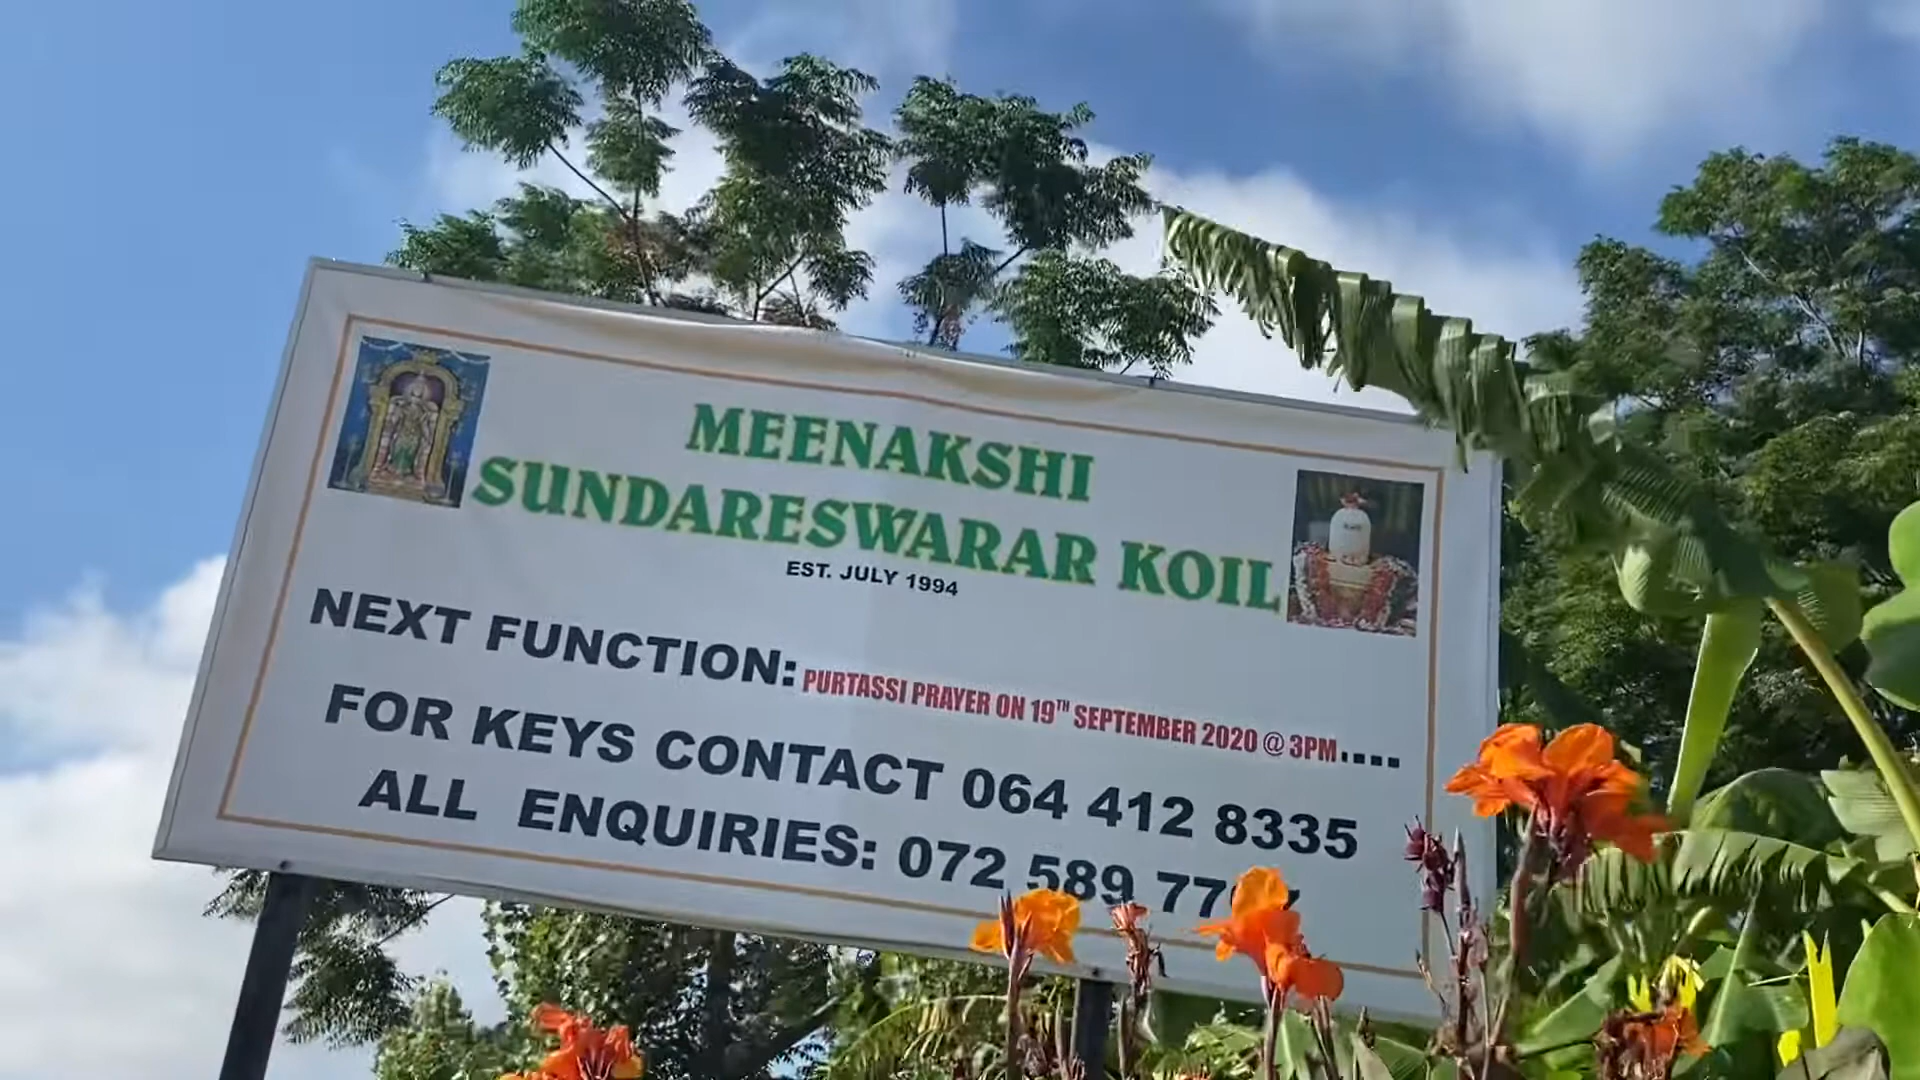 MEENAKSHI
SUNDARESWARAR KOIL
EST. JULY 1994
NEXT FUNCTION: PURTASSI PRAYER ON 19TH SEPTEMBER 2020 @ 3PM.....
FOR KEYS CONTACT 064 412 8335
ALL ENQUIRIES: 072 589